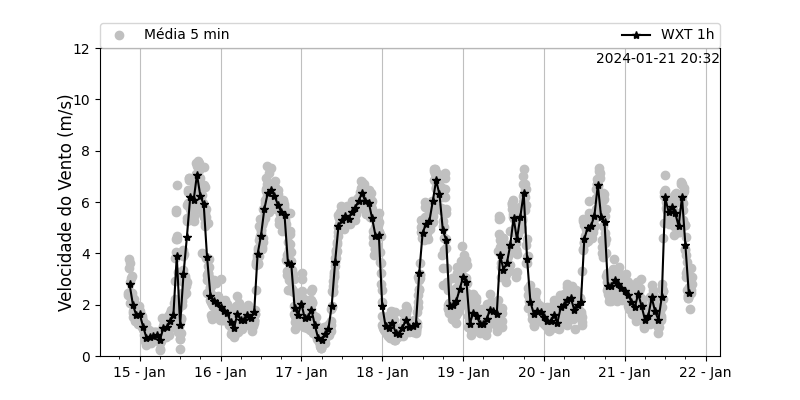 Média 5 min
WXT 1h
2024-01-21 20:32
Velocidade do Vento (m/s)
12
10
8
6
4
2
0
15 - Jan
16 - Jan
17 - Jan
18 - Jan
19 - Jan
20 - Jan
21 - Jan
22 - Jan